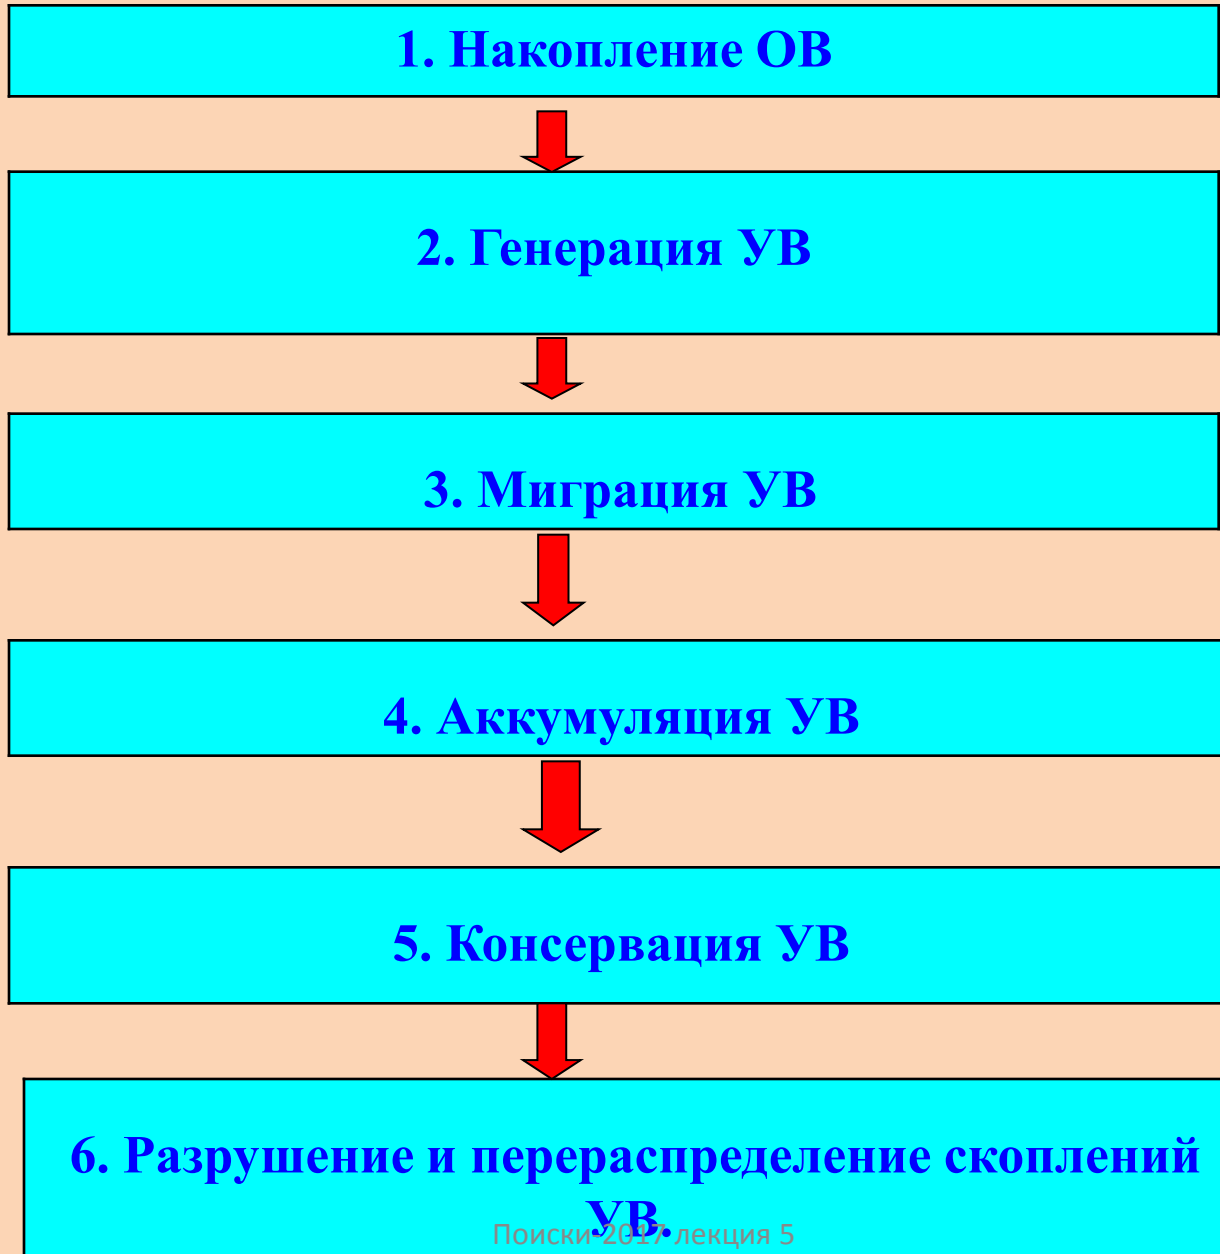 1. Накопление ОВ
2. Генерация УВ
3. Миграция УВ
4. Аккумуляция УВ
5. Консервация УВ
6. Разрушение и перераспределение скоплений
УВ.
Поиски-2017 лекция 5